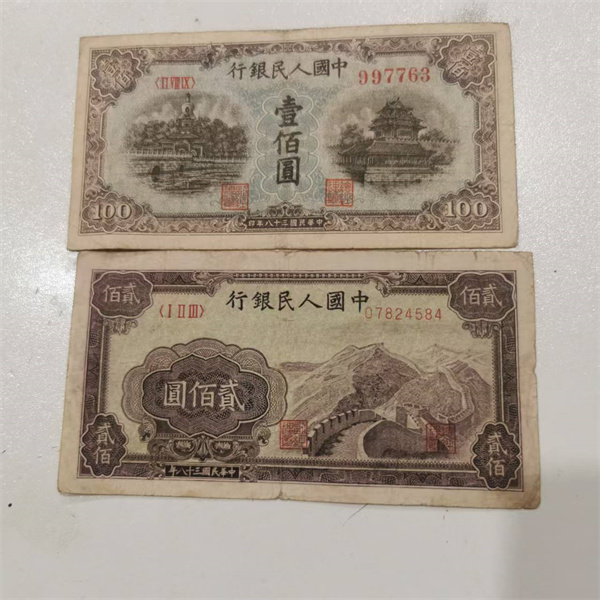 行銀民人國中
〈II VIII IX〉 997763
壹佰圓
100 100
年八十三國民華中
佰貳 佰貳
行銀民人國中
〈I II III〉 07824584
圓佰貳
貳佰 貳佰
年八十三國民華中